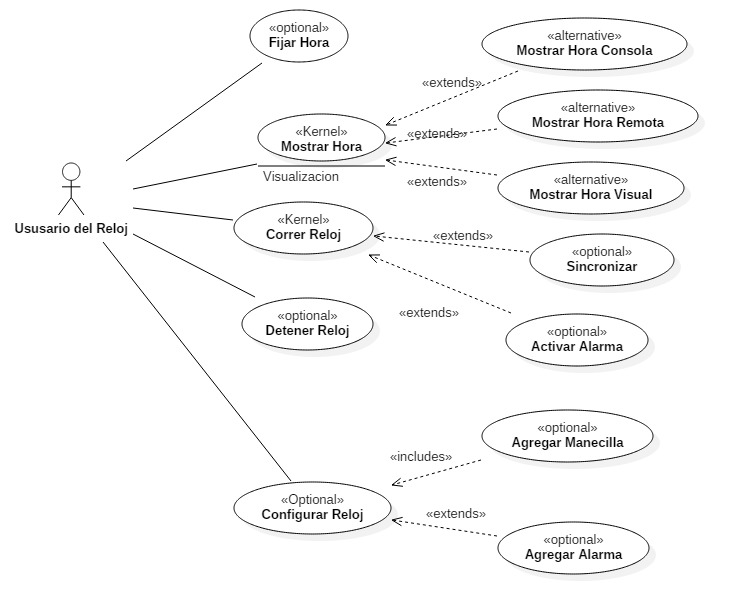 «optional»
Fijar Hora
«alternative»
Mostrar Hora Consola
«extends»
«alternative»
Mostrar Hora Remota
«Kernel»
Mostrar Hora
«extends»
Visualizacion
«alternative»
Mostrar Hora Visual
«extends»
Ususario del Reloj
«Kernel»
Correr Reloj
«extends»
«optional»
Sincronizar
«optional»
Detener Reloj
«extends»
«optional»
Activar Alarma
«optional»
Agregar Manecilla
«includes»
«Optional»
Configurar Reloj
«extends»
«optional»
Agregar Alarma